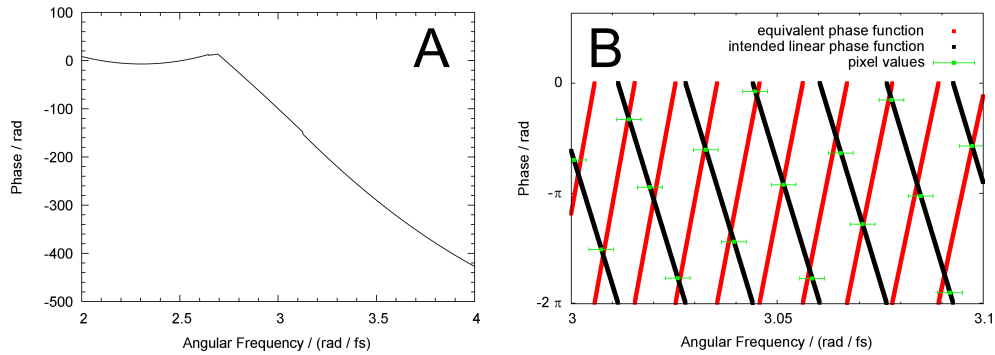 A
100
0
-100
-200
-300
-400
-500
Phase / rad
2
2.5
3
3.5
4
Angular Frequency / (rad / fs)
B
equivalent phase function
intended linear phase function
pixel values
0
-π
-2 π
Phase / rad
3
3.05
3.1
Angular Frequency / (rad / fs)